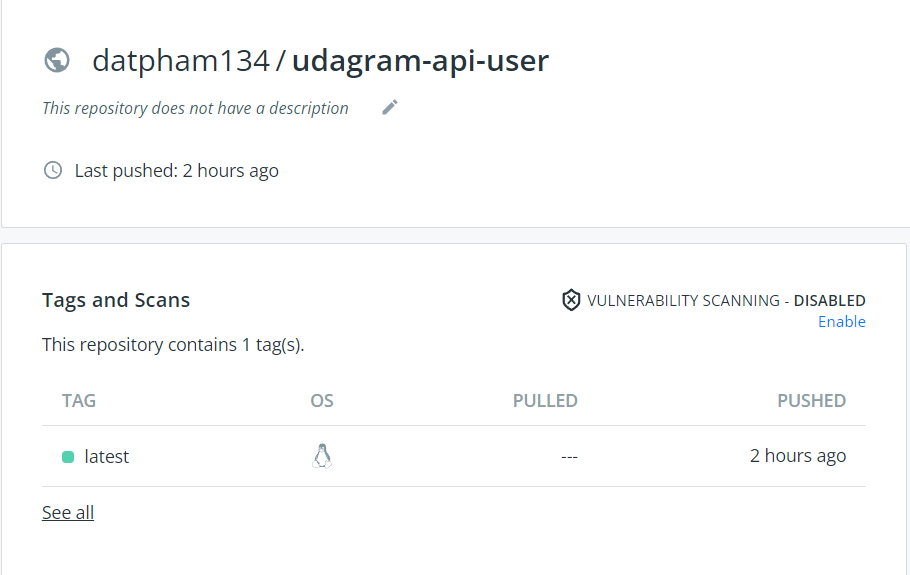 datpham134 / udagram-api-user
This repository does not have a description
Last pushed: 2 hours ago
Tags and Scans
VULNERABILITY SCANNING - DISABLED
Enable
This repository contains 1 tag(s).
TAG OS PULLED PUSHED
latest --- 2 hours ago
See all